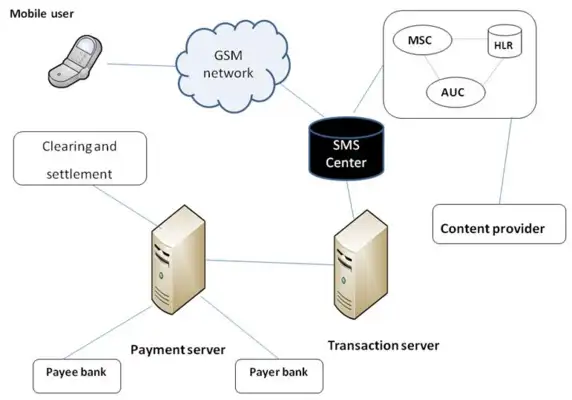 Mobile user
GSM
network
MSC
HLR
AUC
SMS
Center
Clearing and
settlement
Content provider
Payment server
Transaction server
Payee bank
Payer bank